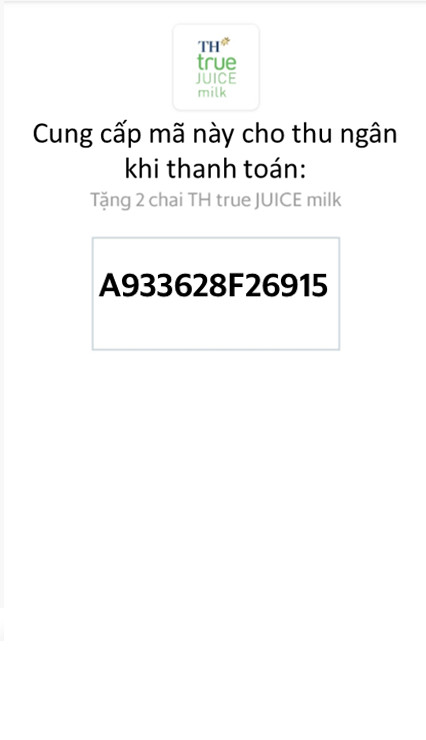 TH
true
JUICE
milk
Cung cấp mã này cho thu ngân
khi thanh toán:
Tặng 2 chai TH true JUICE milk
A933628F26915